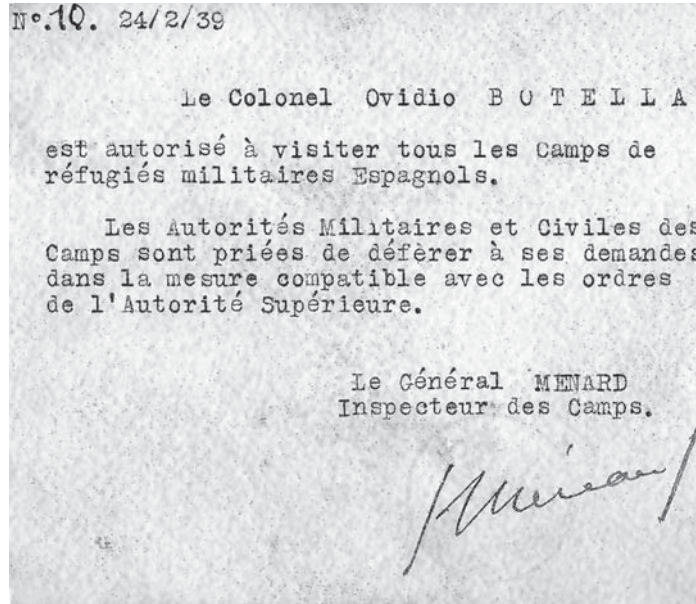 N°.10. 24/2/39
Le Colonel Ovidio B O T E L L A
est autorisé à visiter tous les Camps de
réfugiés militaires Espagnols.
Les Autorités Militaires et Civiles des
Camps sont priées de défèrer à ses demandes
dans la mesure compatible avec les ordres
de l'Autorité Supérieure.
Le Général MENARD
Inspecteur des Camps.
Ménard